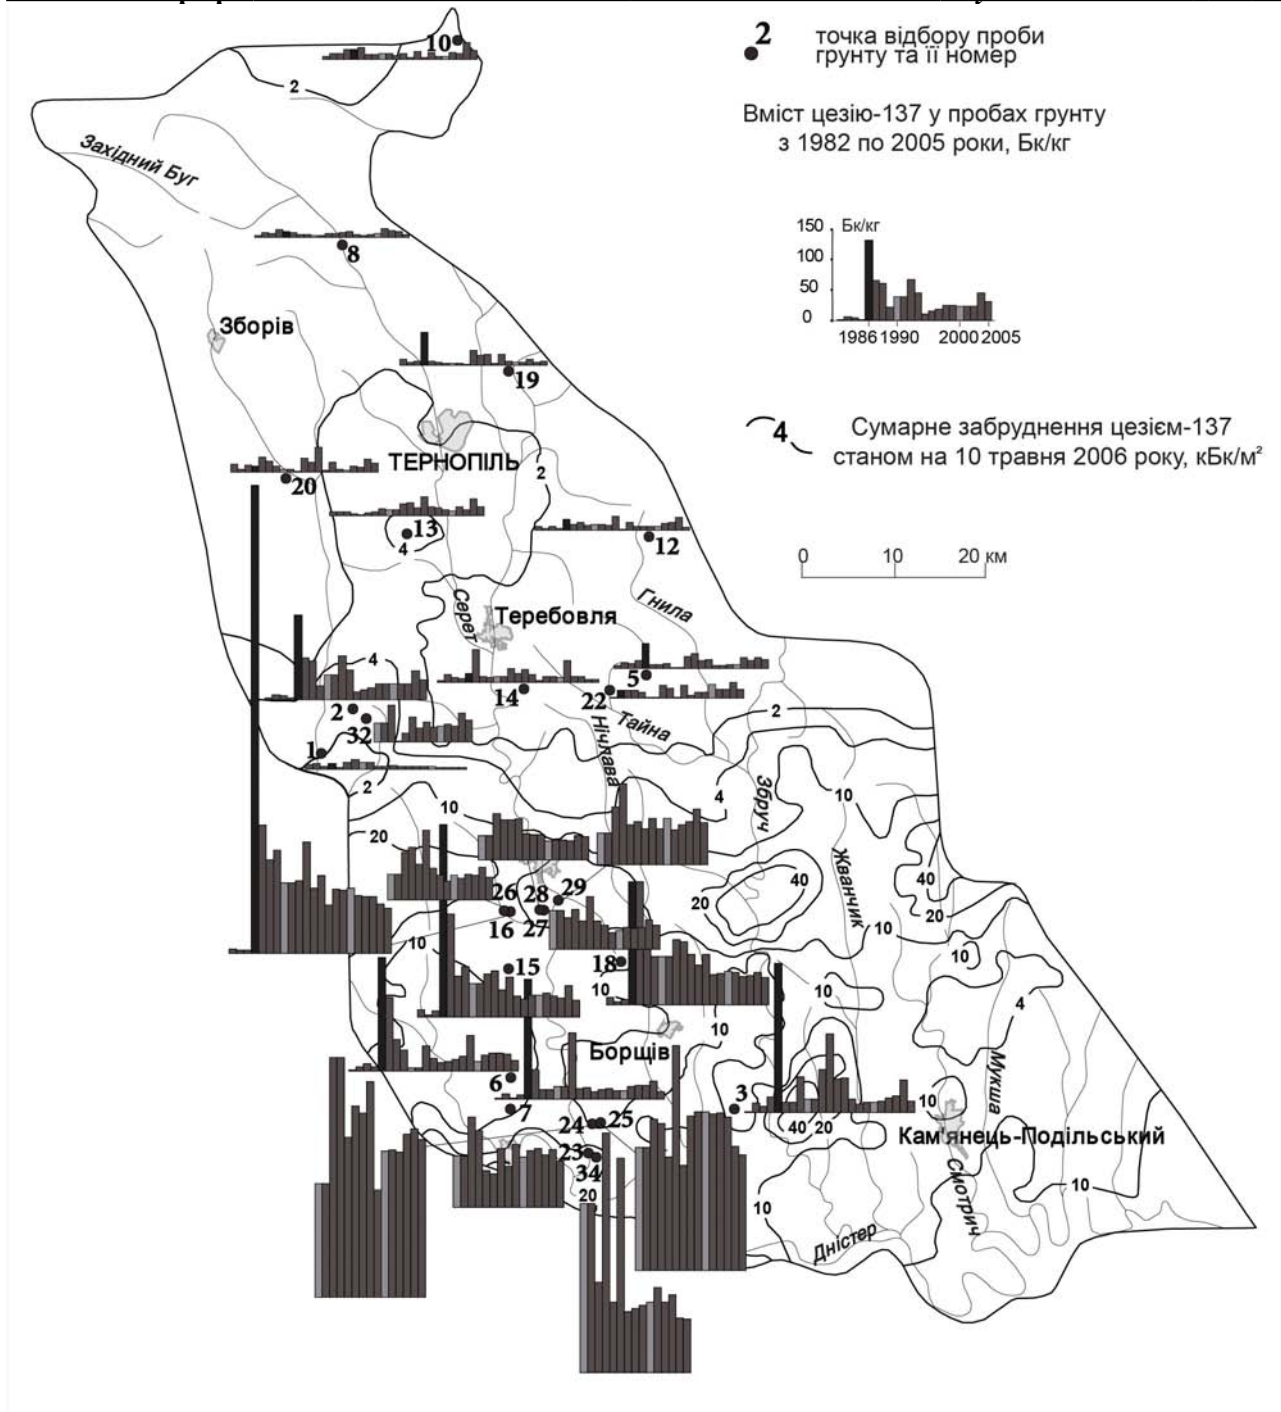 10
2
точка відбору проби
грунту та її номер
2
Вміст цезію-137 у пробах грунту
з 1982 по 2005 роки, Бк/кг
Західний Буг
8
150 Бк/кг
100
50
0
1986 1990 2000 2005
Зборів
19
4
Сумарне забруднення цезієм-137
станом на 10 травня 2006 року, кБк/м²
ТЕРНОПІЛЬ
2
20
13
4
12
0 10 20 км
Серет
Теребовля
Гнила
4
14
5
22
2
32
Нічлава
Тайна
2
1
2
Збруч
4
10
10
20
Жванчик
40
40
20
20
26
28
29
16
27
10
10
10
15
18
10
10
10
4
Борщів
Мукша
6
7
3
10
24
25
40
20
Кам'янець-Подільський
23
34
20
Смотрич
10
10
Дністер